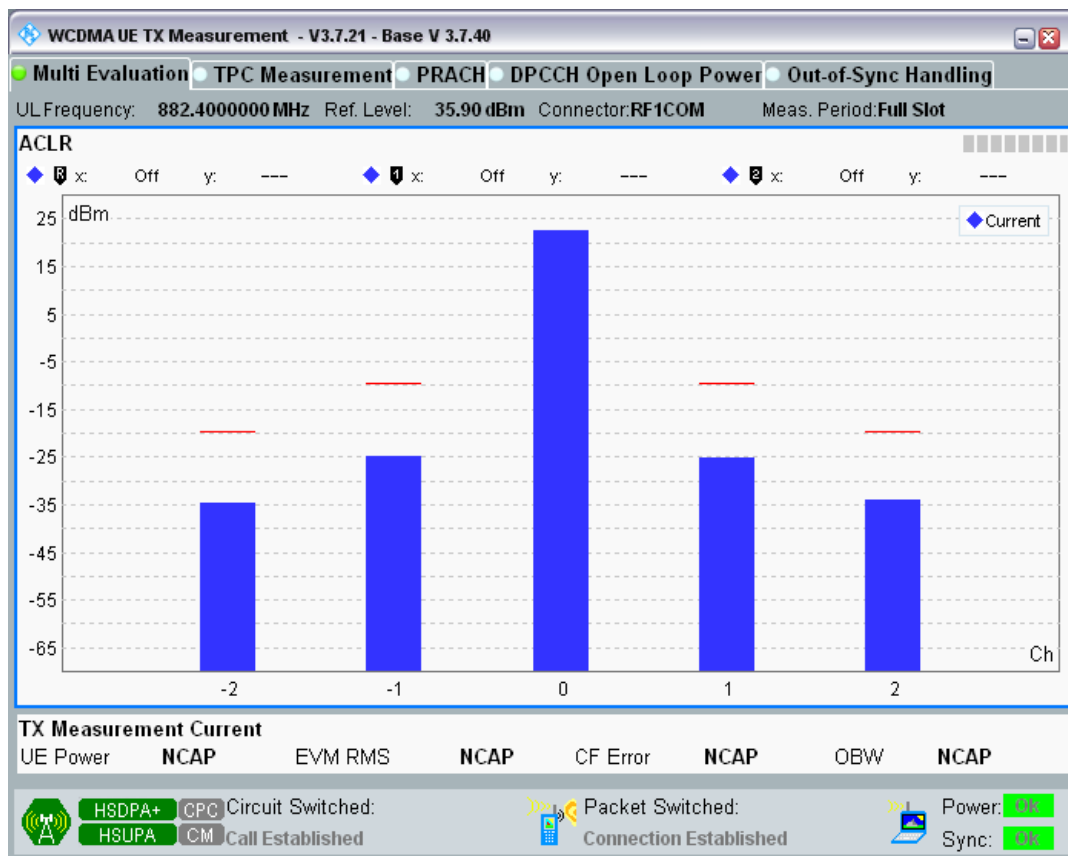 WCDMA UE TX Measurement - V3.7.21 - Base V 3.7.40
Multi Evaluation TPC Measurement PRACH DPCCH Open Loop Power Out-of-Sync Handling
UL Frequency: 882.4000000 MHz Ref. Level: 35.90 dBm Connector:RF1COM Meas. Period:Full Slot
ACLR
R x: Off y: --- 1 x: Off y: --- 2 x: Off y: ---
25 dBm
Current
15
5
-5
-15
-25
-35
-45
-55
-65
Ch
-2 -1 0 1 2
TX Measurement Current
UE Power NCAP EVM RMS NCAP CF Error NCAP OBW NCAP
HSDPA+ CPC Circuit Switched: Packet Switched: Power: OK
HSUPA CM Call Established Connection Established Sync: OK